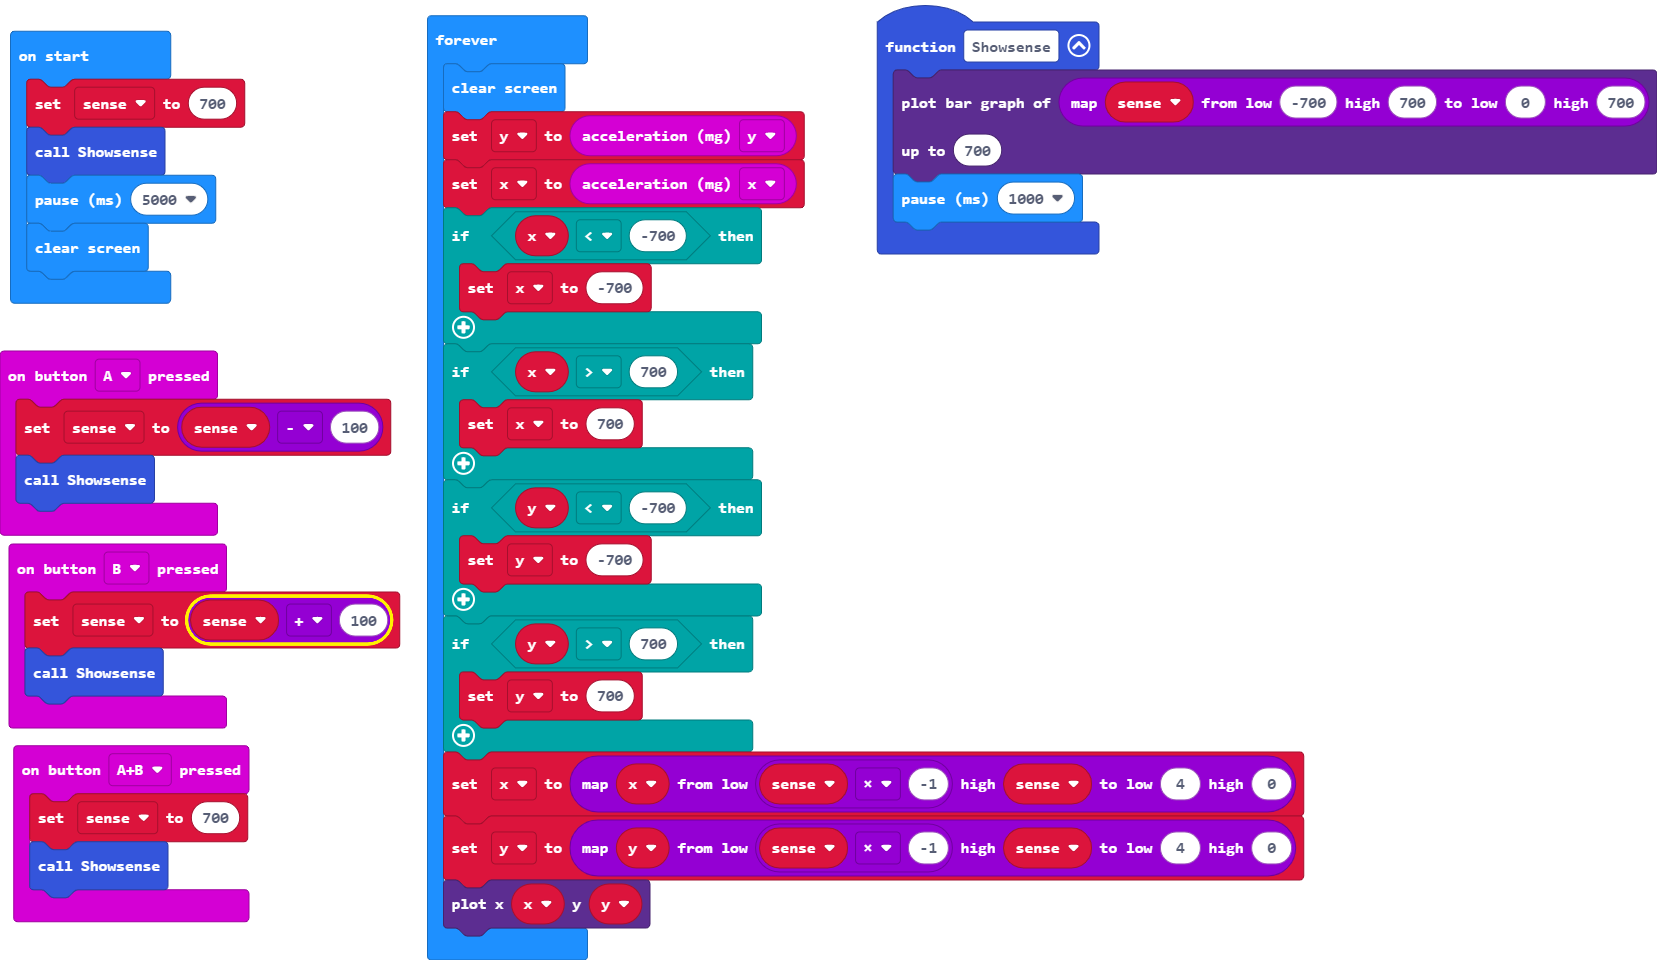 on start
set sense to 700
call Showsense
pause (ms) 5000
clear screen
on button A pressed
set sense to sense - 100
call Showsense
on button B pressed
set sense to sense + 100
call Showsense
on button A+B pressed
set sense to 700
call Showsense
forever
clear screen
set y to acceleration (mg) y
set x to acceleration (mg) x
if x < -700 then
set x to -700
if x > 700 then
set x to 700
if y < -700 then
set y to -700
if y > 700 then
set y to 700
set x to map x from low sense × -1 high sense to low 4 high 0
set y to map y from low sense × -1 high sense to low 4 high 0
plot x x y y
function Showsense
plot bar graph of map sense from low -700 high 700 to low 0 high 700
up to 700
pause (ms) 1000